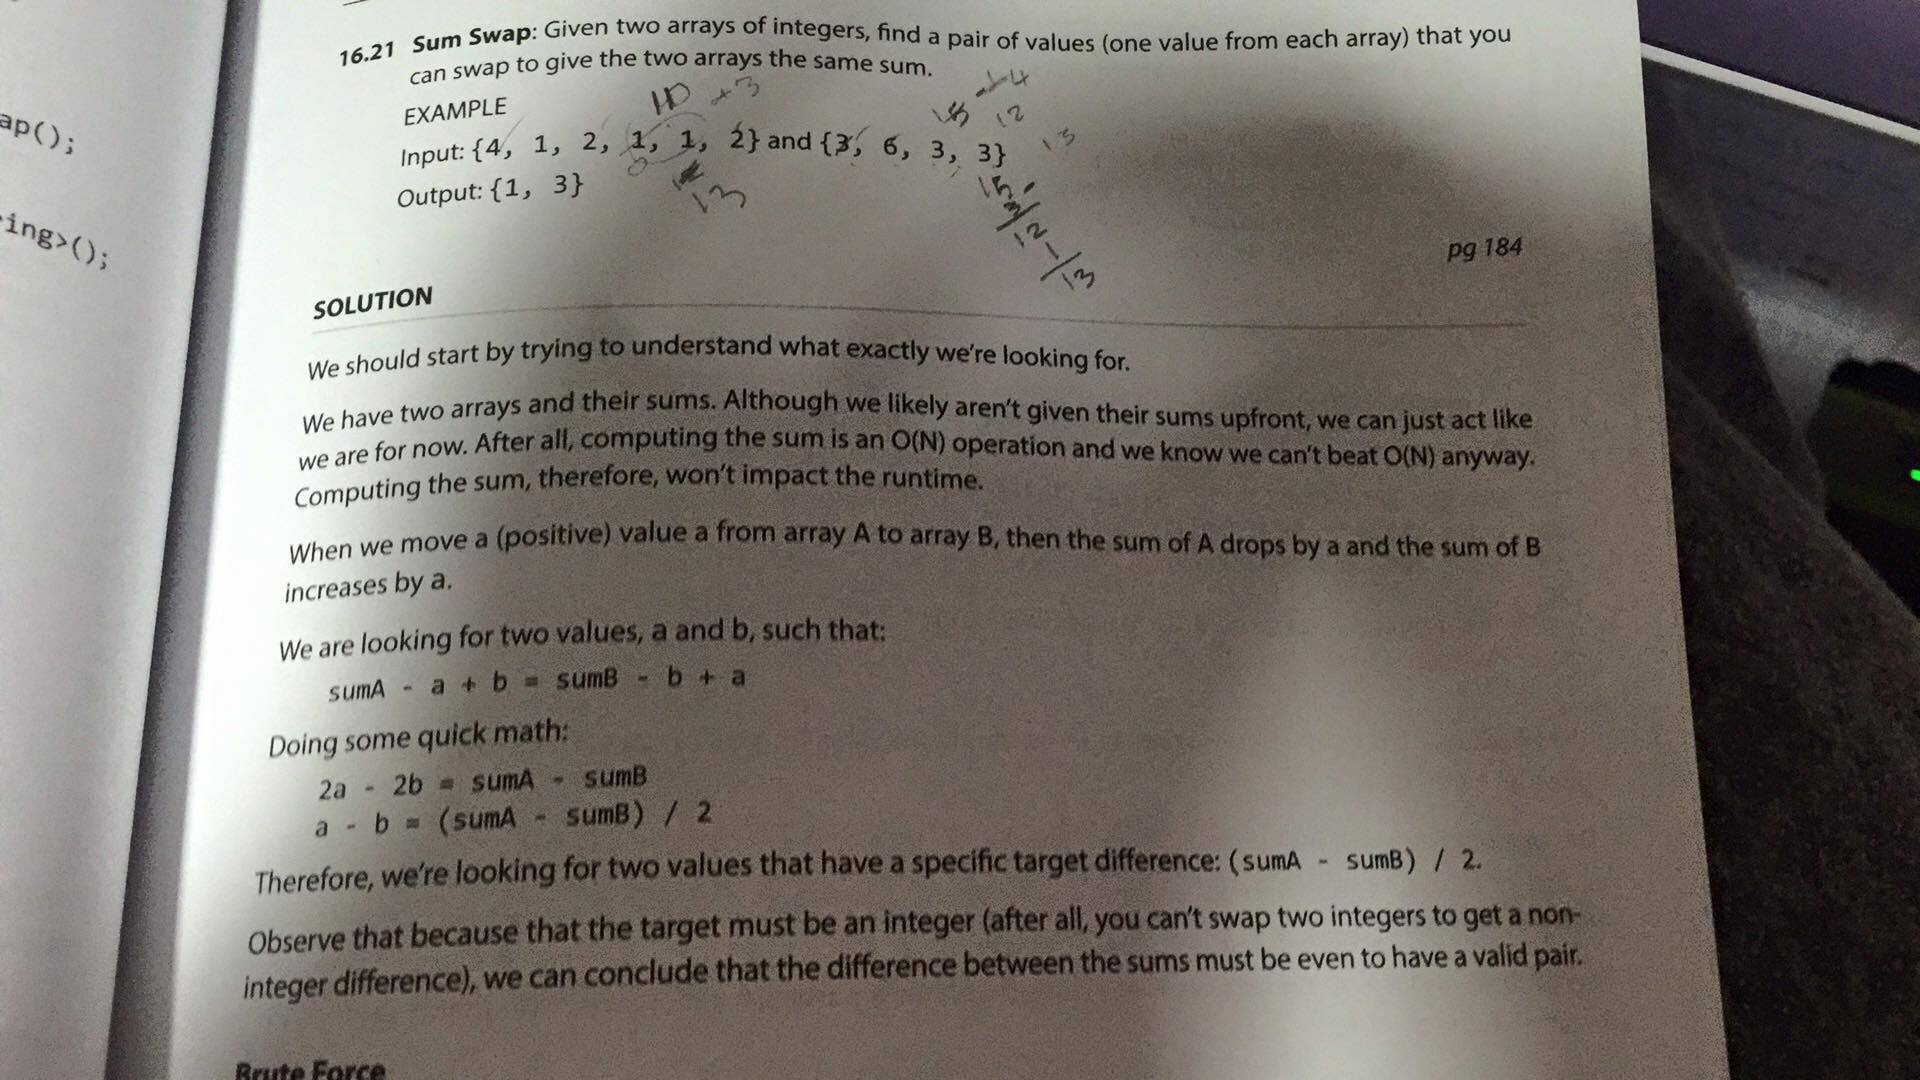 ap();
ing>();
16.21 Sum Swap: Given two arrays of integers, find a pair of values (one value from each array) that you
can swap to give the two arrays the same sum.
EXAMPLE
10 +3
15 -4
12
Input: {4, 1, 2, 1, 1, 2} and {3, 6, 3, 3}
13
Output: {1, 3}
13
15-
3
12
1
13
pg 184
SOLUTION
We should start by trying to understand what exactly we're looking for.
We have two arrays and their sums. Although we likely aren't given their sums upfront, we can just act like
we are for now. After all, computing the sum is an O(N) operation and we know we can't beat O(N) anyway.
Computing the sum, therefore, won't impact the runtime.
When we move a (positive) value a from array A to array B, then the sum of A drops by a and the sum of B
increases by a.
We are looking for two values, a and b, such that:
sumA - a + b = sumB - b + a
Doing some quick math:
2a - 2b = sumA - sumB
a - b = (sumA - sumB) / 2
Therefore, we're looking for two values that have a specific target difference: (sumA - sumB) / 2.
Observe that because that the target must be an integer (after all, you can't swap two integers to get a non-
integer difference), we can conclude that the difference between the sums must be even to have a valid pair.
Brute Force